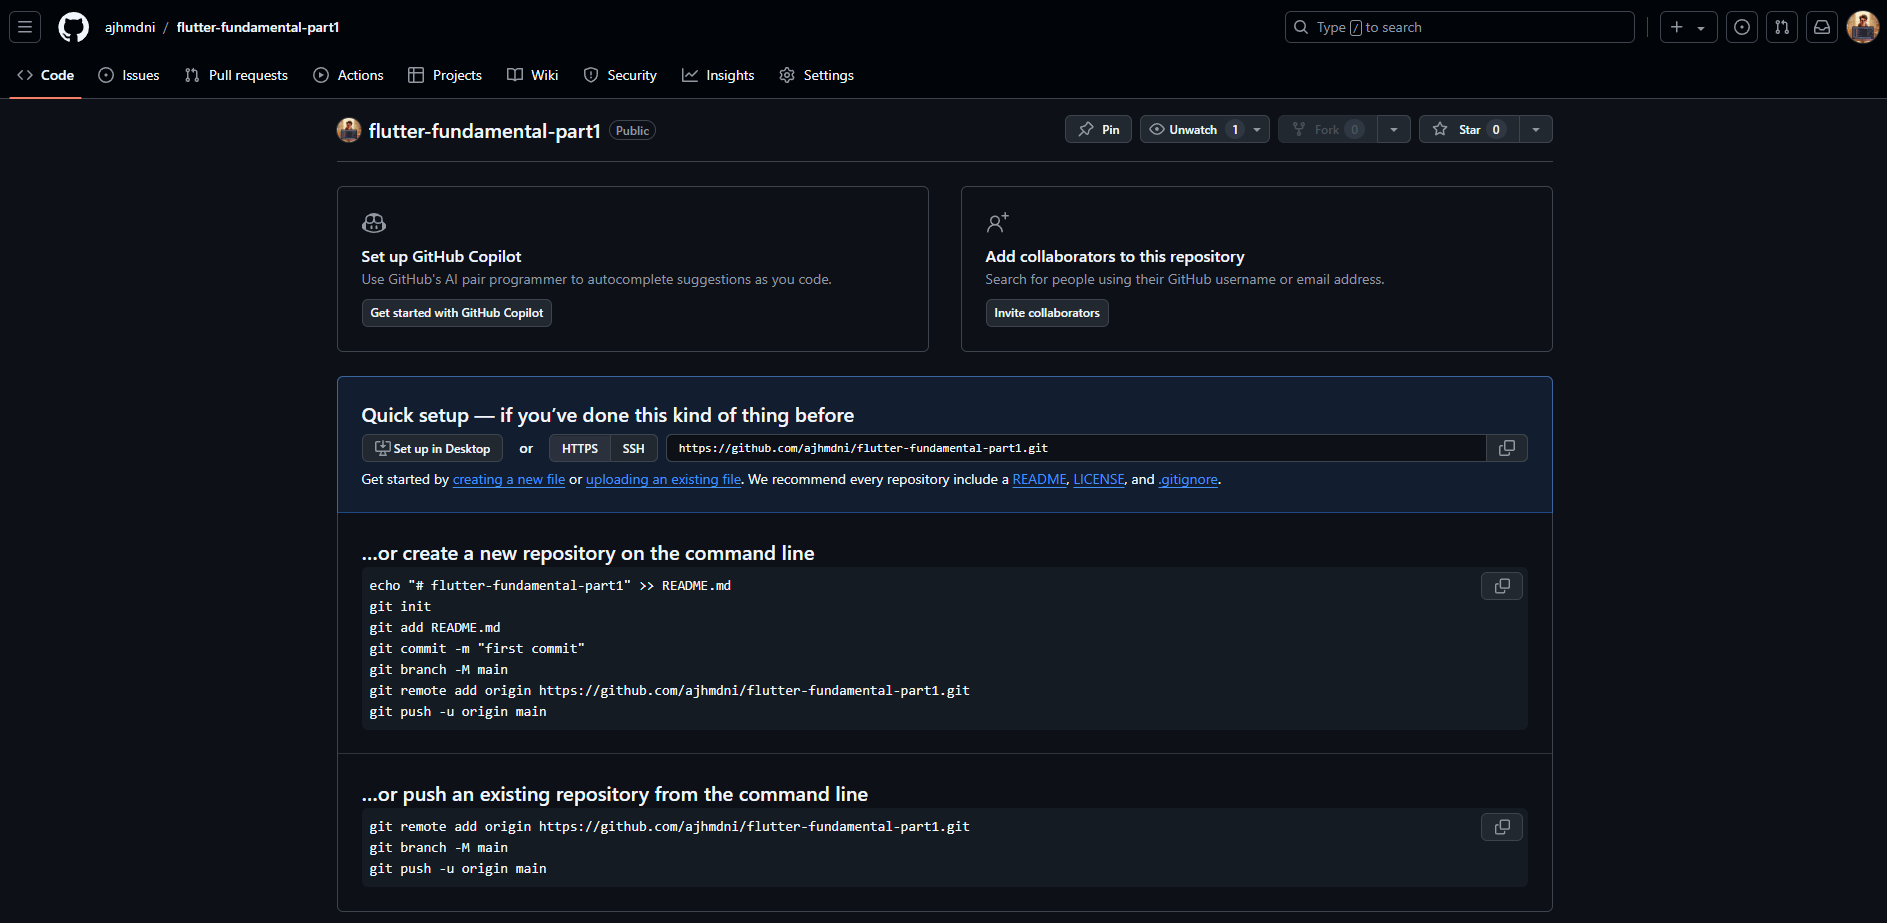 ajhmdni / flutter-fundamental-part1
Type / to search
Code Issues Pull requests Actions Projects Wiki Security Insights Settings
flutter-fundamental-part1 Public
Pin Unwatch 1 Fork 0 Star 0
Set up GitHub Copilot
Use GitHub's AI pair programmer to autocomplete suggestions as you code.
Get started with GitHub Copilot
Add collaborators to this repository
Search for people using their GitHub username or email address.
Invite collaborators
Quick setup — if you’ve done this kind of thing before
Set up in Desktop or HTTPS SSH https://github.com/ajhmdni/flutter-fundamental-part1.git
Get started by creating a new file or uploading an existing file. We recommend every repository include a README, LICENSE, and .gitignore.
…or create a new repository on the command line
echo "# flutter-fundamental-part1" >> README.md
git init
git add README.md
git commit -m "first commit"
git branch -M main
git remote add origin https://github.com/ajhmdni/flutter-fundamental-part1.git
git push -u origin main
…or push an existing repository from the command line
git remote add origin https://github.com/ajhmdni/flutter-fundamental-part1.git
git branch -M main
git push -u origin main